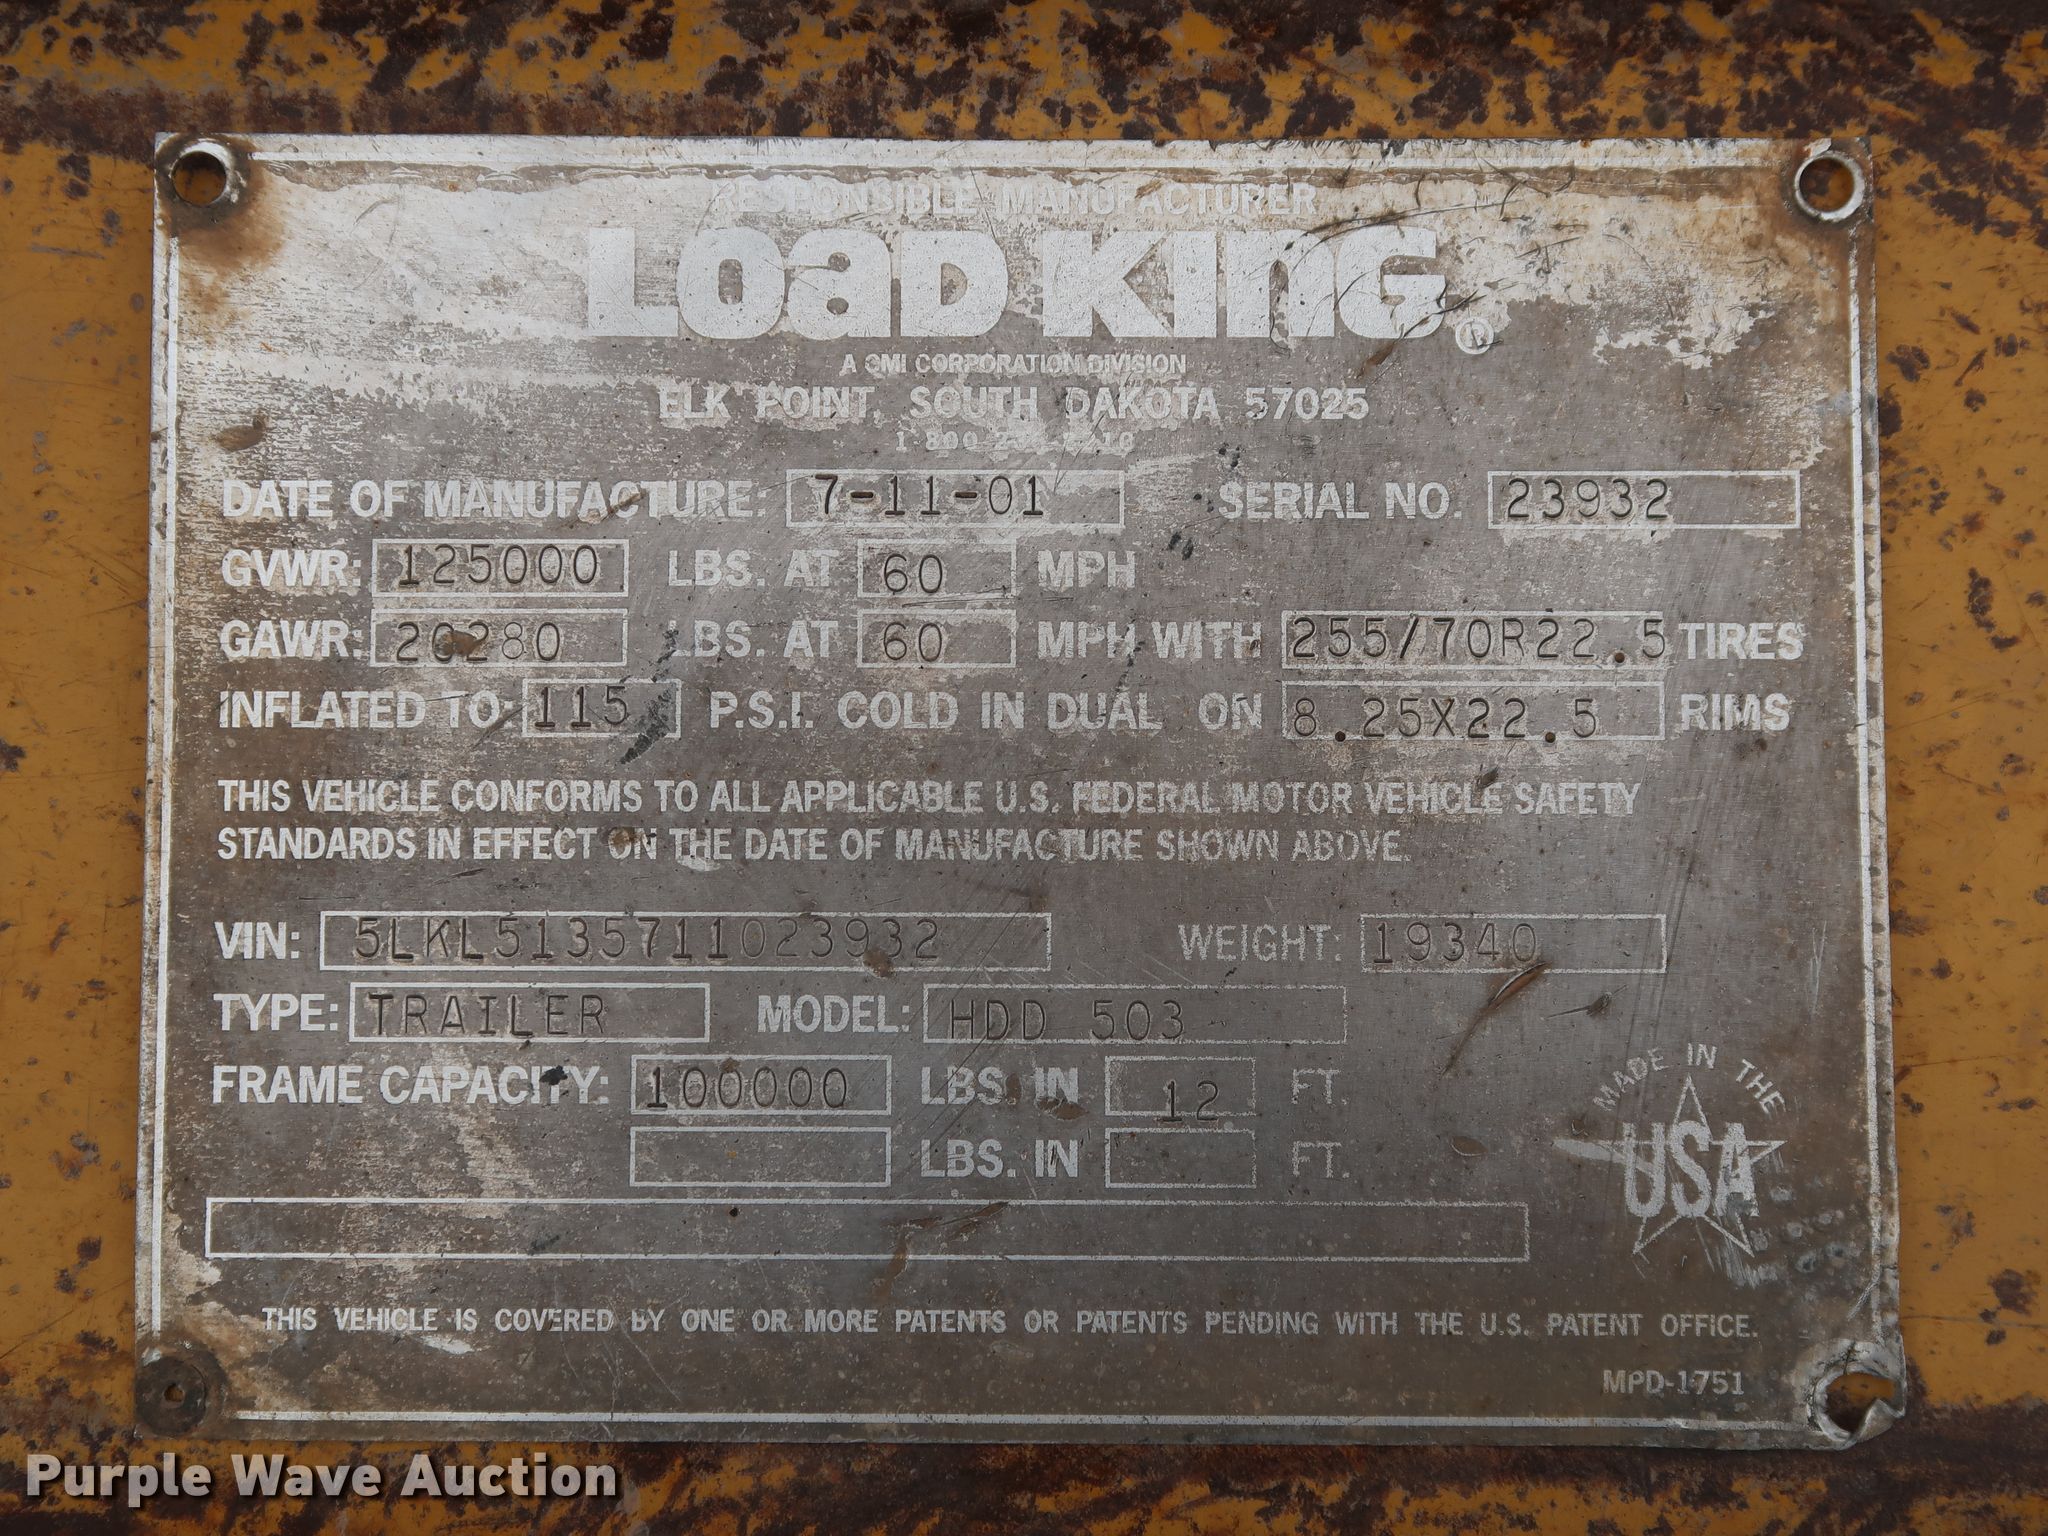 RESPONSIBLE MANUFACTURER
LOAD KING®
A CMI CORPORATION DIVISION
ELK POINT, SOUTH DAKOTA 57025
DATE OF MANUFACTURE: 7-11-01 SERIAL NO. 23932
GVWR: 125000 LBS. AT 60 MPH
GAWR: 20280 LBS. AT 60 MPH WITH 255/70R22.5 TIRES
INFLATED TO: 115 P.S.I. COLD IN DUAL ON 8.25X22.5 RIMS
THIS VEHICLE CONFORMS TO ALL APPLICABLE U.S. FEDERAL MOTOR VEHICLE SAFETY
STANDARDS IN EFFECT ON THE DATE OF MANUFACTURE SHOWN ABOVE.
VIN: 5LKL5135711023932 WEIGHT: 19340
TYPE: TRAILER MODEL: HDD 503
FRAME CAPACITY: 100000 LBS. IN 12 FT.
LBS. IN FT.
MADE IN THE
USA
THIS VEHICLE IS COVERED BY ONE OR MORE PATENTS OR PATENTS PENDING WITH THE U.S. PATENT OFFICE.
MPD-1751
Purple Wave Auction